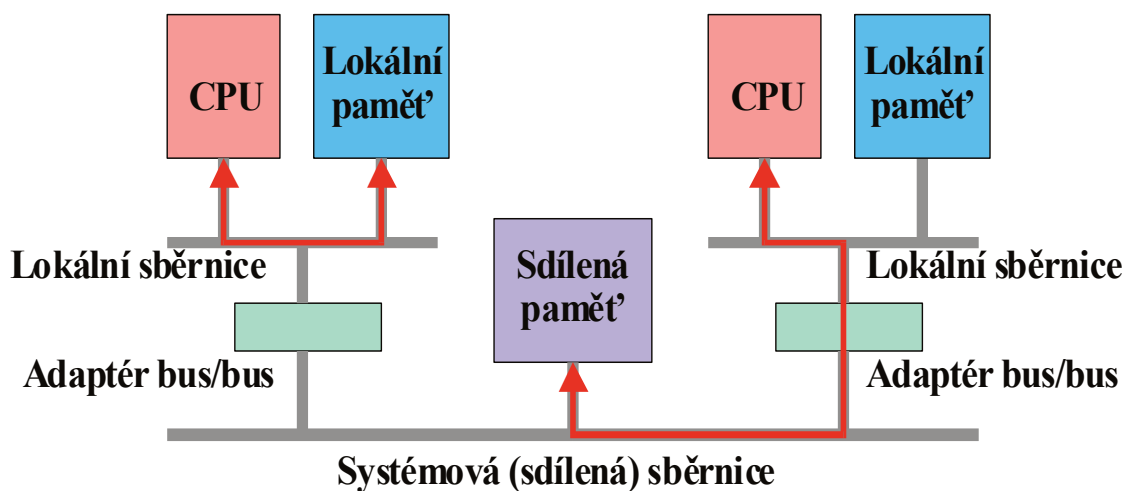 CPU
Lokální
paměť
CPU
Lokální
paměť
Lokální sběrnice
Sdílená
paměť
Lokální sběrnice
Adaptér bus/bus
Adaptér bus/bus
Systémová (sdílená) sběrnice